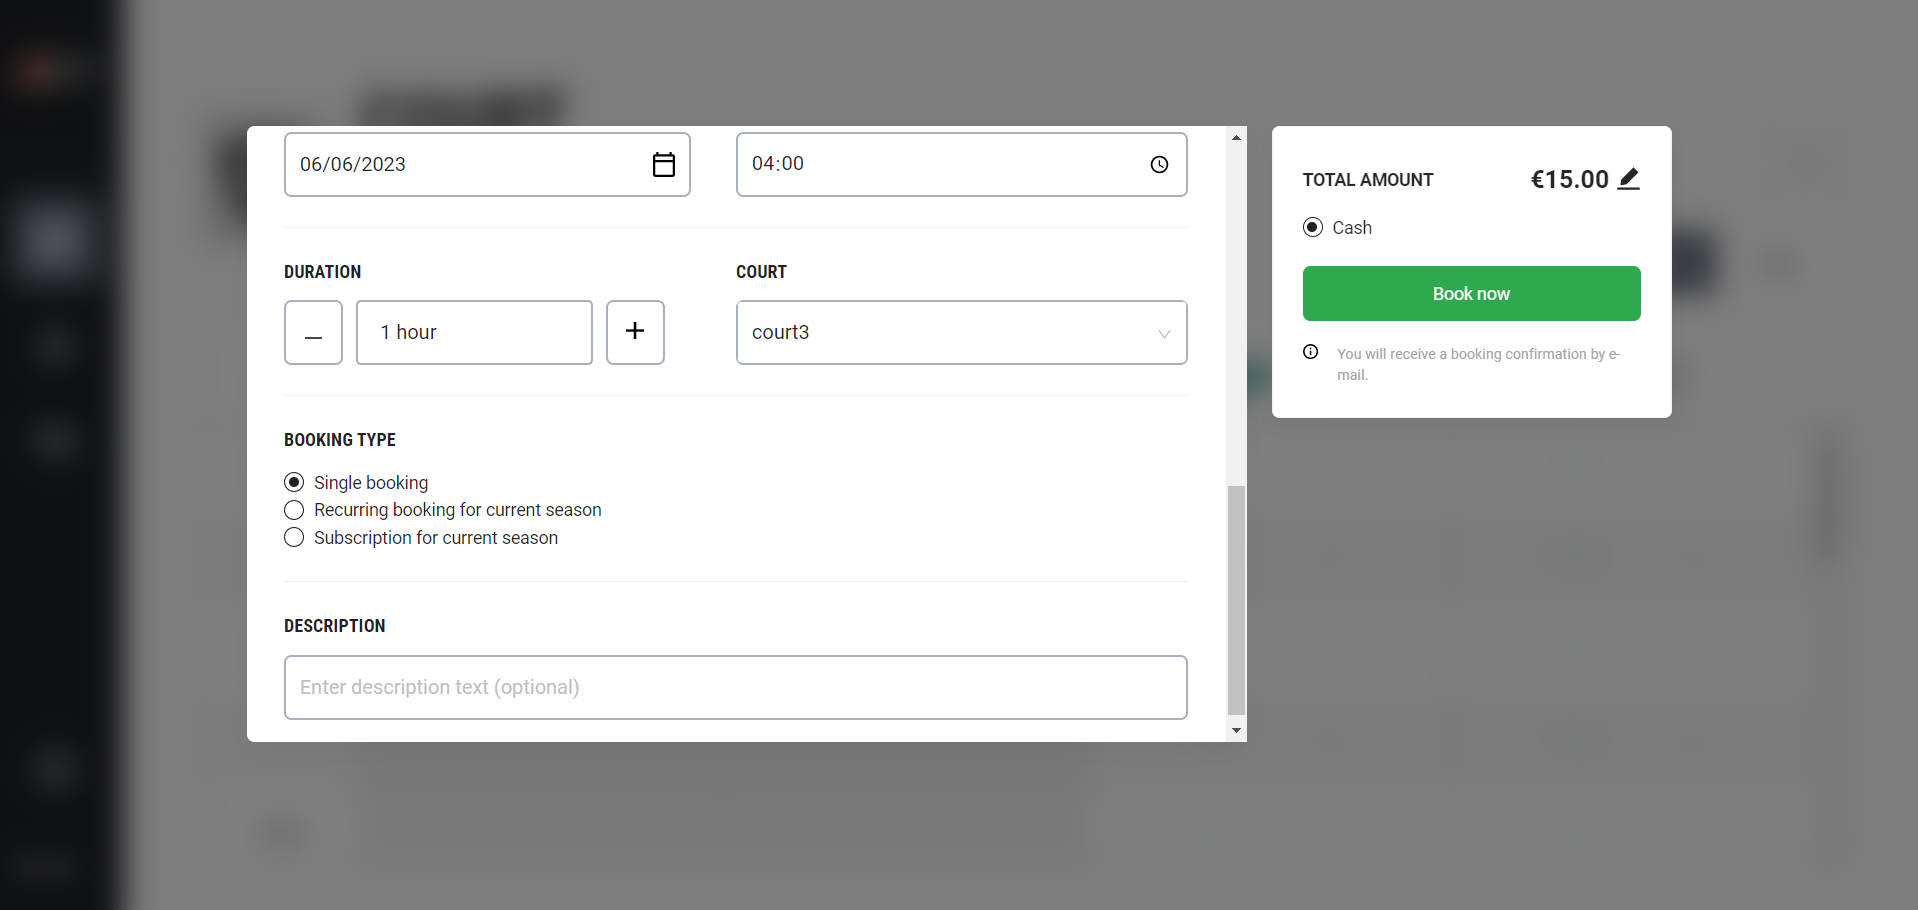 06/06/2023
04:00
DURATION
COURT
1 hour
court3
BOOKING TYPE
Single booking
Recurring booking for current season
Subscription for current season
DESCRIPTION
Enter description text (optional)
TOTAL AMOUNT
€15.00
Cash
Book now
You will receive a booking confirmation by e-
mail.